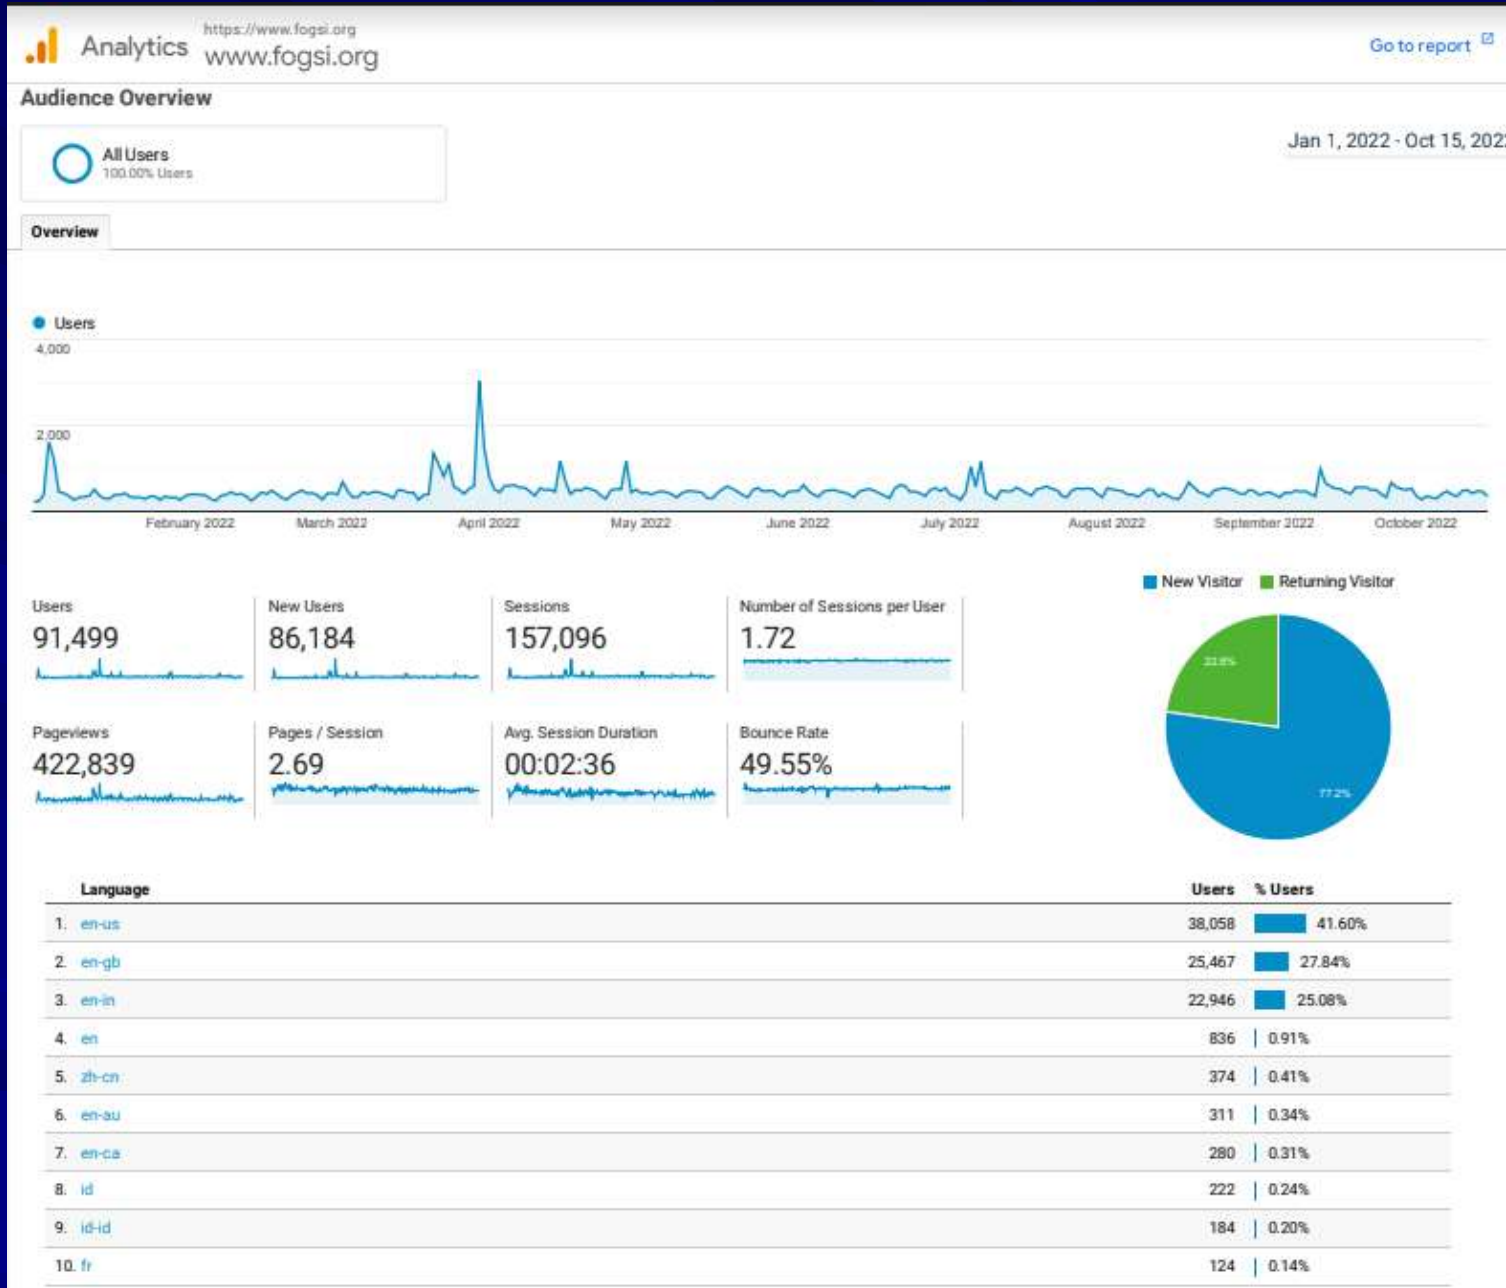 https://www.fogsi.org
Analytics www.fogsi.org
Go to report
Audience Overview
All Users
100.00% Users
Jan 1, 2022 - Oct 15, 202
Overview
Users
4,000
2,000
February 2022 March 2022 April 2022 May 2022 June 2022 July 2022 August 2022 September 2022 October 2022
New Visitor Returning Visitor
Users New Users Sessions Number of Sessions per User
91,499 86,184 157,096 1.72
22.8%
Pageviews Pages / Session Avg. Session Duration Bounce Rate
422,839 2.69 00:02:36 49.55%
77.2%
Language Users % Users
1. en-us 38,058 41.60%
2. en-gb 25,467 27.84%
3. en-in 22,946 25.08%
4. en 836 0.91%
5. zh-cn 374 0.41%
6. en-au 311 0.34%
7. en-ca 280 0.31%
8. id 222 0.24%
9. id-id 184 0.20%
10. fr 124 0.14%